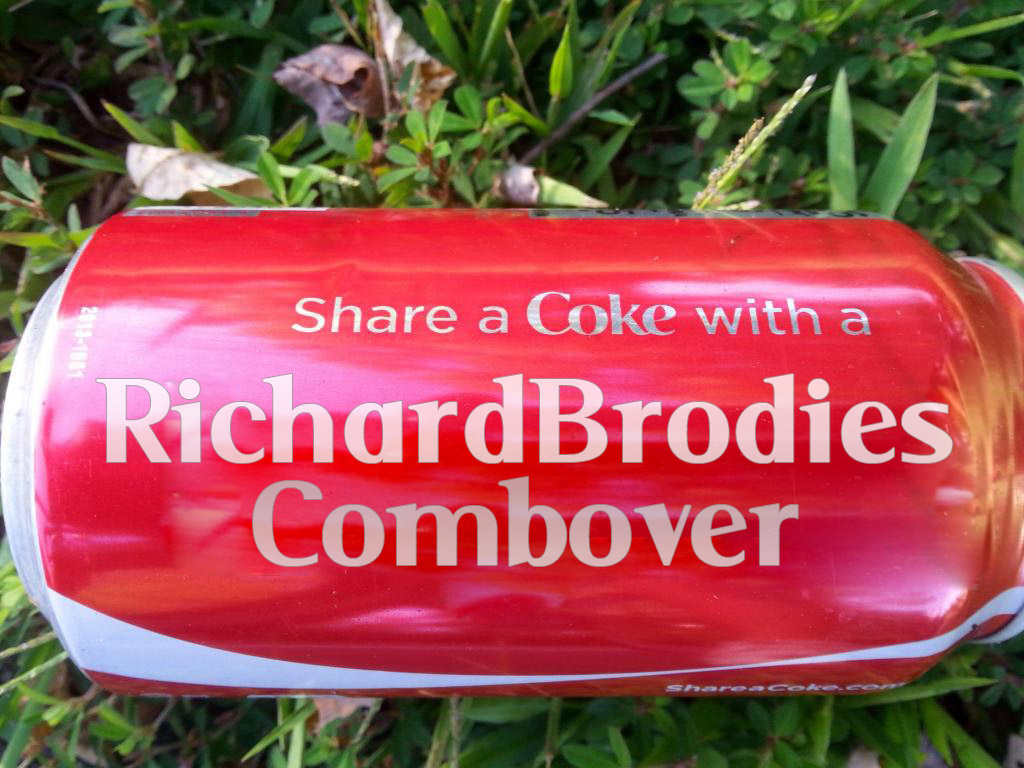 Share a Coke with a
RichardBrodies
Combover
ShareaCoke.com